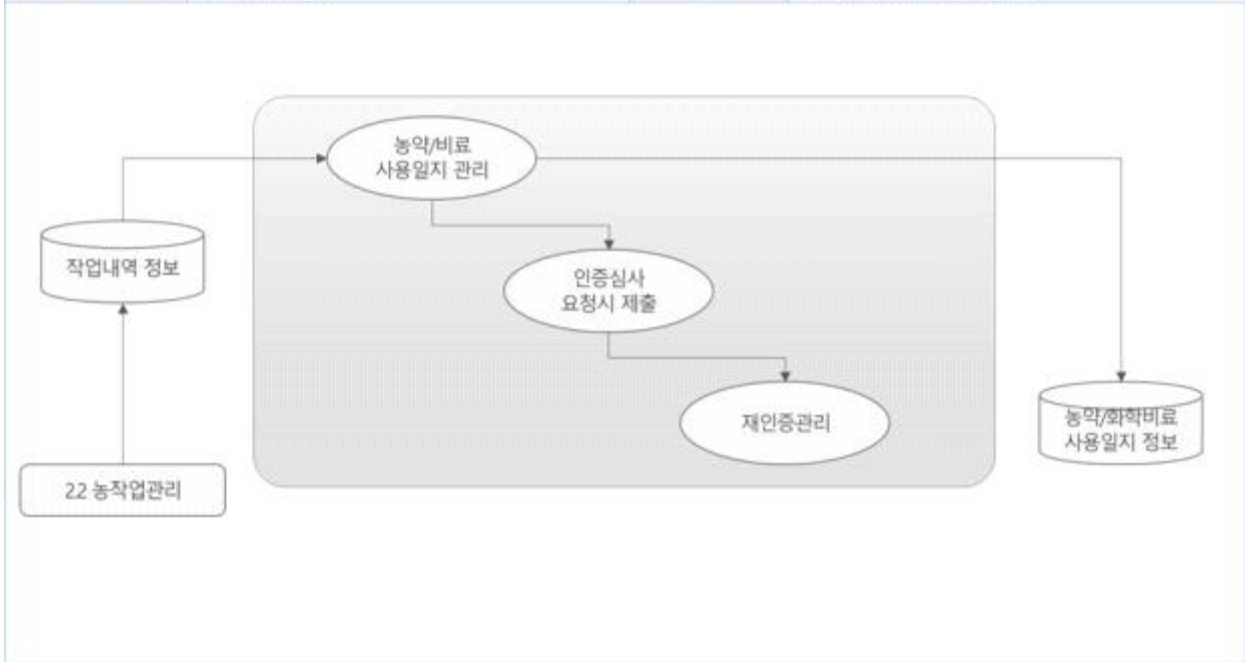 농약/비료
사용일지 관리
작업내역 정보
인증심사
요청시 제출
재인증관리
농약/화학비료
사용일지 정보
2.2 농작업관리